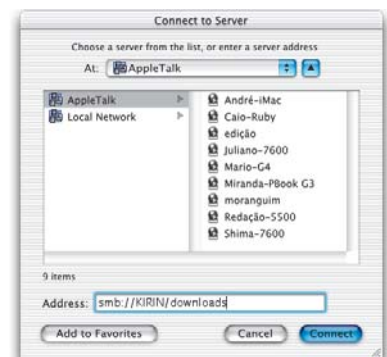 Connect to Server
Choose a server from the list, or enter a server address
At: AppleTalk
AppleTalk
Local Network
André-iMac
Caio-Ruby
edição
Juliano-7600
Mario-G4
Miranda-PBook G3
moranguim
Redação-5500
Shima-7600
9 items
Address: smb://KIRIN/downloads
Add to Favorites
Cancel
Connect